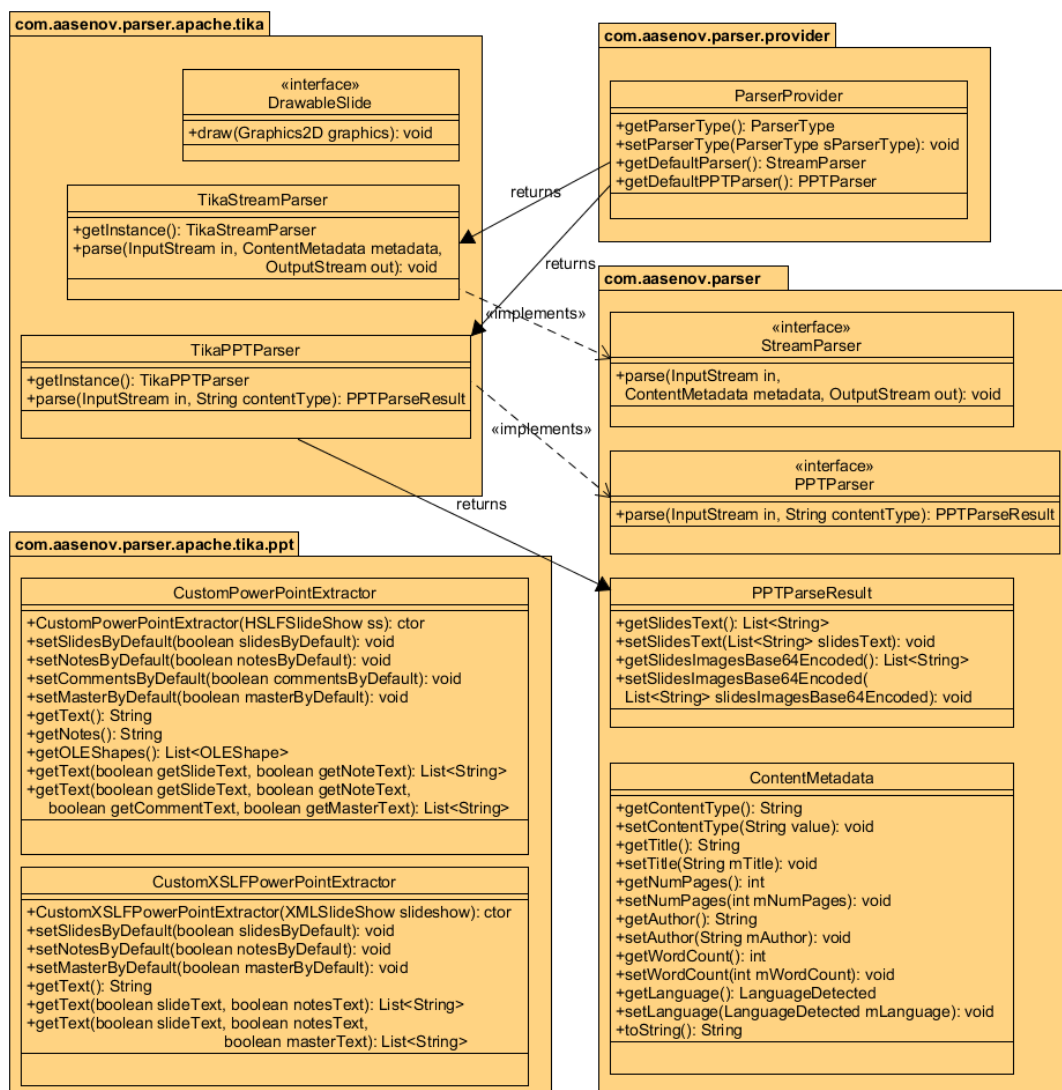 com.aasenov.parser.apache.tika
«interface»
DrawableSlide
+draw(Graphics2D graphics): void
TikaStreamParser
+getInstance(): TikaStreamParser
+parse(InputStream in, ContentMetadata metadata,
OutputStream out): void
TikaPPTParser
+getInstance(): TikaPPTParser
+parse(InputStream in, String contentType): PPTParseResult
com.aasenov.parser.provider
ParserProvider
+getParserType(): ParserType
+setParserType(ParserType sParserType): void
+getDefaultParser(): StreamParser
+getDefaultPPTParser(): PPTParser
returns
returns
«implements»
«implements»
returns
com.aasenov.parser
«interface»
StreamParser
+parse(InputStream in,
ContentMetadata metadata, OutputStream out): void
«interface»
PPTParser
+parse(InputStream in, String contentType): PPTParseResult
PPTParseResult
+getSlidesText(): List<String>
+setSlidesText(List<String> slidesText): void
+getSlidesImagesBase64Encoded(): List<String>
+setSlidesImagesBase64Encoded(
List<String> slidesImagesBase64Encoded): void
ContentMetadata
+getContentType(): String
+setContentType(String value): void
+getTitle(): String
+setTitle(String mTitle): void
+getNumPages(): int
+setNumPages(int mNumPages): void
+getAuthor(): String
+setAuthor(String mAuthor): void
+getWordCount(): int
+setWordCount(int mWordCount): void
+getLanguage(): LanguageDetected
+setLanguage(LanguageDetected mLanguage): void
+toString(): String
com.aasenov.parser.apache.tika.ppt
CustomPowerPointExtractor
+CustomPowerPointExtractor(HSLFSlideShow ss): ctor
+setSlidesByDefault(boolean slidesByDefault): void
+setNotesByDefault(boolean notesByDefault): void
+setCommentsByDefault(boolean commentsByDefault): void
+setMasterByDefault(boolean masterByDefault): void
+getText(): String
+getNotes(): String
+getOLEShapes(): List<OLEShape>
+getText(boolean getSlideText, boolean getNoteText): List<String>
+getText(boolean getSlideText, boolean getNoteText,
boolean getCommentText, boolean getMasterText): List<String>
CustomXSLFPowerPointExtractor
+CustomXSLFPowerPointExtractor(XMLSlideShow slideshow): ctor
+setSlidesByDefault(boolean slidesByDefault): void
+setNotesByDefault(boolean notesByDefault): void
+setMasterByDefault(boolean masterByDefault): void
+getText(): String
+getText(boolean slideText, boolean notesText): List<String>
+getText(boolean slideText, boolean notesText,
boolean masterText): List<String>